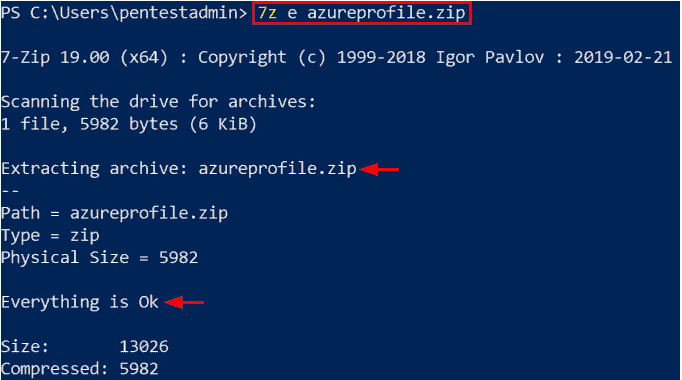 PS C:\Users\pentestadmin> 7z e azureprofile.zip
7-Zip 19.00 (x64) : Copyright (c) 1999-2018 Igor Pavlov : 2019-02-21
Scanning the drive for archives:
1 file, 5982 bytes (6 KiB)
Extracting archive: azureprofile.zip
--
Path = azureprofile.zip
Type = zip
Physical Size = 5982
Everything is Ok
Size:       13026
Compressed: 5982